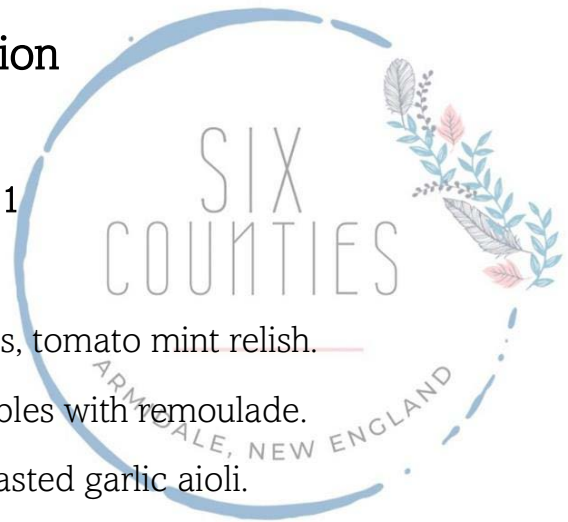 ion
1
SIX
COUNTIES
s, tomato mint relish.
bles with remoulade.
ARMIDALE, NEW ENGLAND
asted garlic aioli.